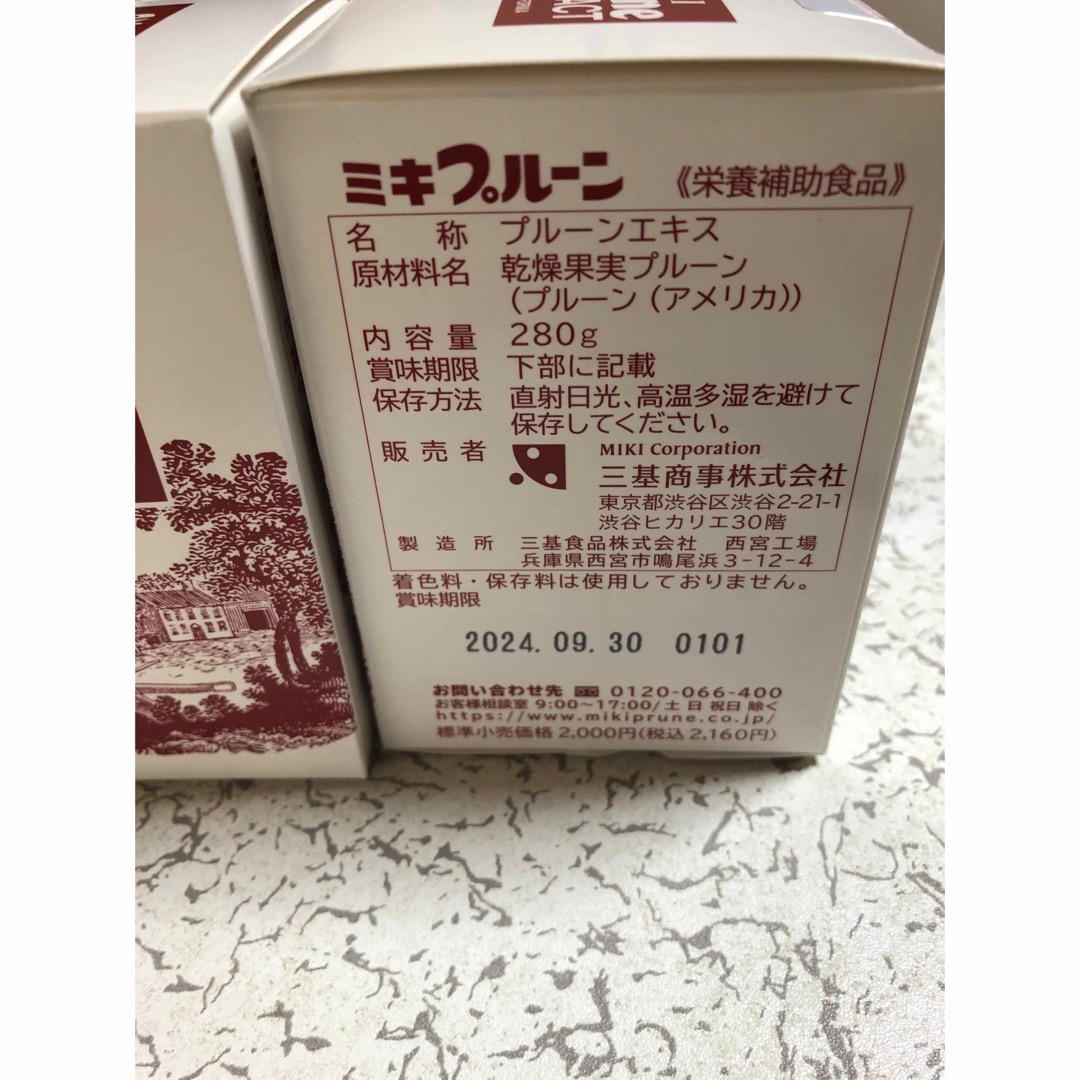 ミキプルーン 《栄養補助食品》
名称 プルーンエキス
原材料名 乾燥果実プルーン
(プルーン (アメリカ))
内容量 280g
賞味期限 下部に記載
保存方法 直射日光、高温多湿を避けて
保存してください。
販売者 MIKI Corporation
三基商事株式会社
東京都渋谷区渋谷2-21-1
渋谷ヒカリエ30階
製造所 三基食品株式会社 西宮工場
兵庫県西宮市鳴尾浜3-12-4
着色料・保存料は使用しておりません。
賞味期限
2024.09.30 0101
お問い合わせ先 0120-066-400
お客様相談室 9:00~17:00/土 日 祝日 除く
https://www.mikiprune.co.jp/
標準小売価格 2,000円(税込 2,160円)